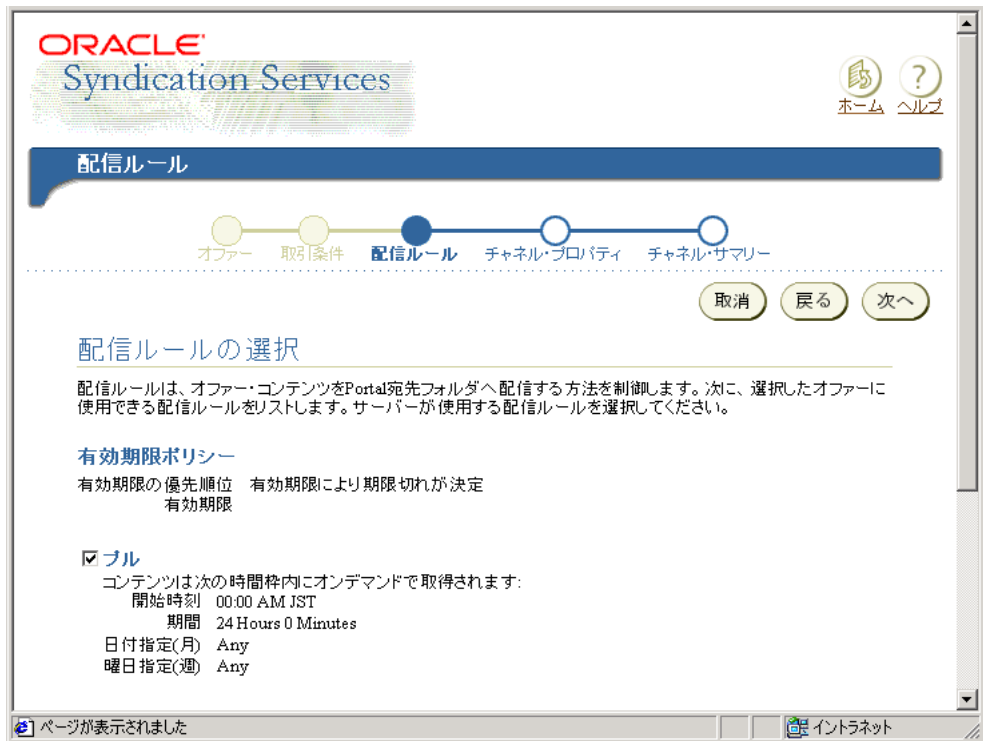 ORACLE
Syndication Services
ホーム ヘルプ
配信ルール
オファー 取引条件 配信ルール チャネル・プロパティ チャネル・サマリー
取消 戻る 次へ
配信ルールの選択
配信ルールは、オファー・コンテンツをPortal宛先フォルダへ配信する方法を制御します。次に、選択したオファーに
使用できる配信ルールをリストします。サーバーが使用する配信ルールを選択してください。
有効期限ポリシー
有効期限の優先順位 有効期限により期限切れが決定
有効期限
プル
コンテンツは次の時間枠内にオンデマンドで取得されます:
開始時刻 00:00 AM JST
期間 24 Hours 0 Minutes
日付指定(月) Any
曜日指定(週) Any
ページが表示されました イントラネット